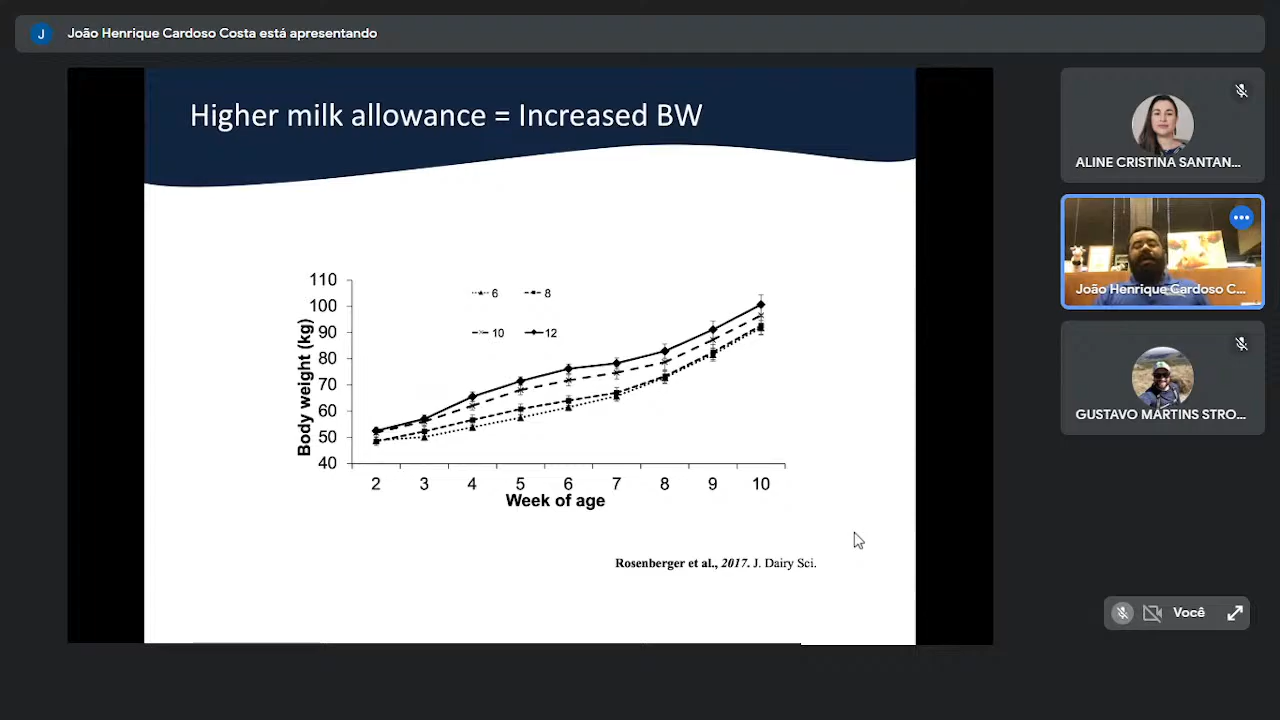 J
João Henrique Cardoso Costa está apresentando
Higher milk allowance = Increased BW
110
100
90
80
70
60
50
40
Body weight (kg)
6
8
10
12
2 3 4 5 6 7 8 9 10
Week of age
Rosenberger et al., 2017. J. Dairy Sci.
ALINE CRISTINA SANTAN...
João Henrique Cardoso C...
GUSTAVO MARTINS STRO...
Você